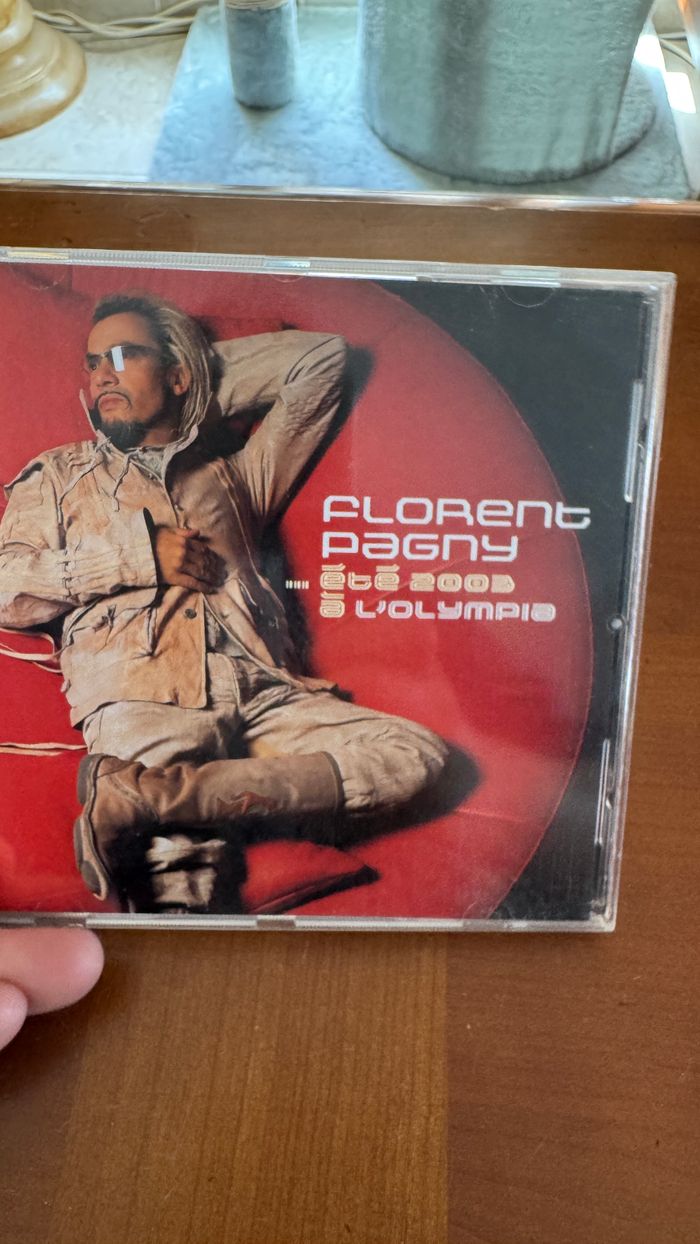 FLORENT
PAGNY
... été 2003
à L'OLYMPIA